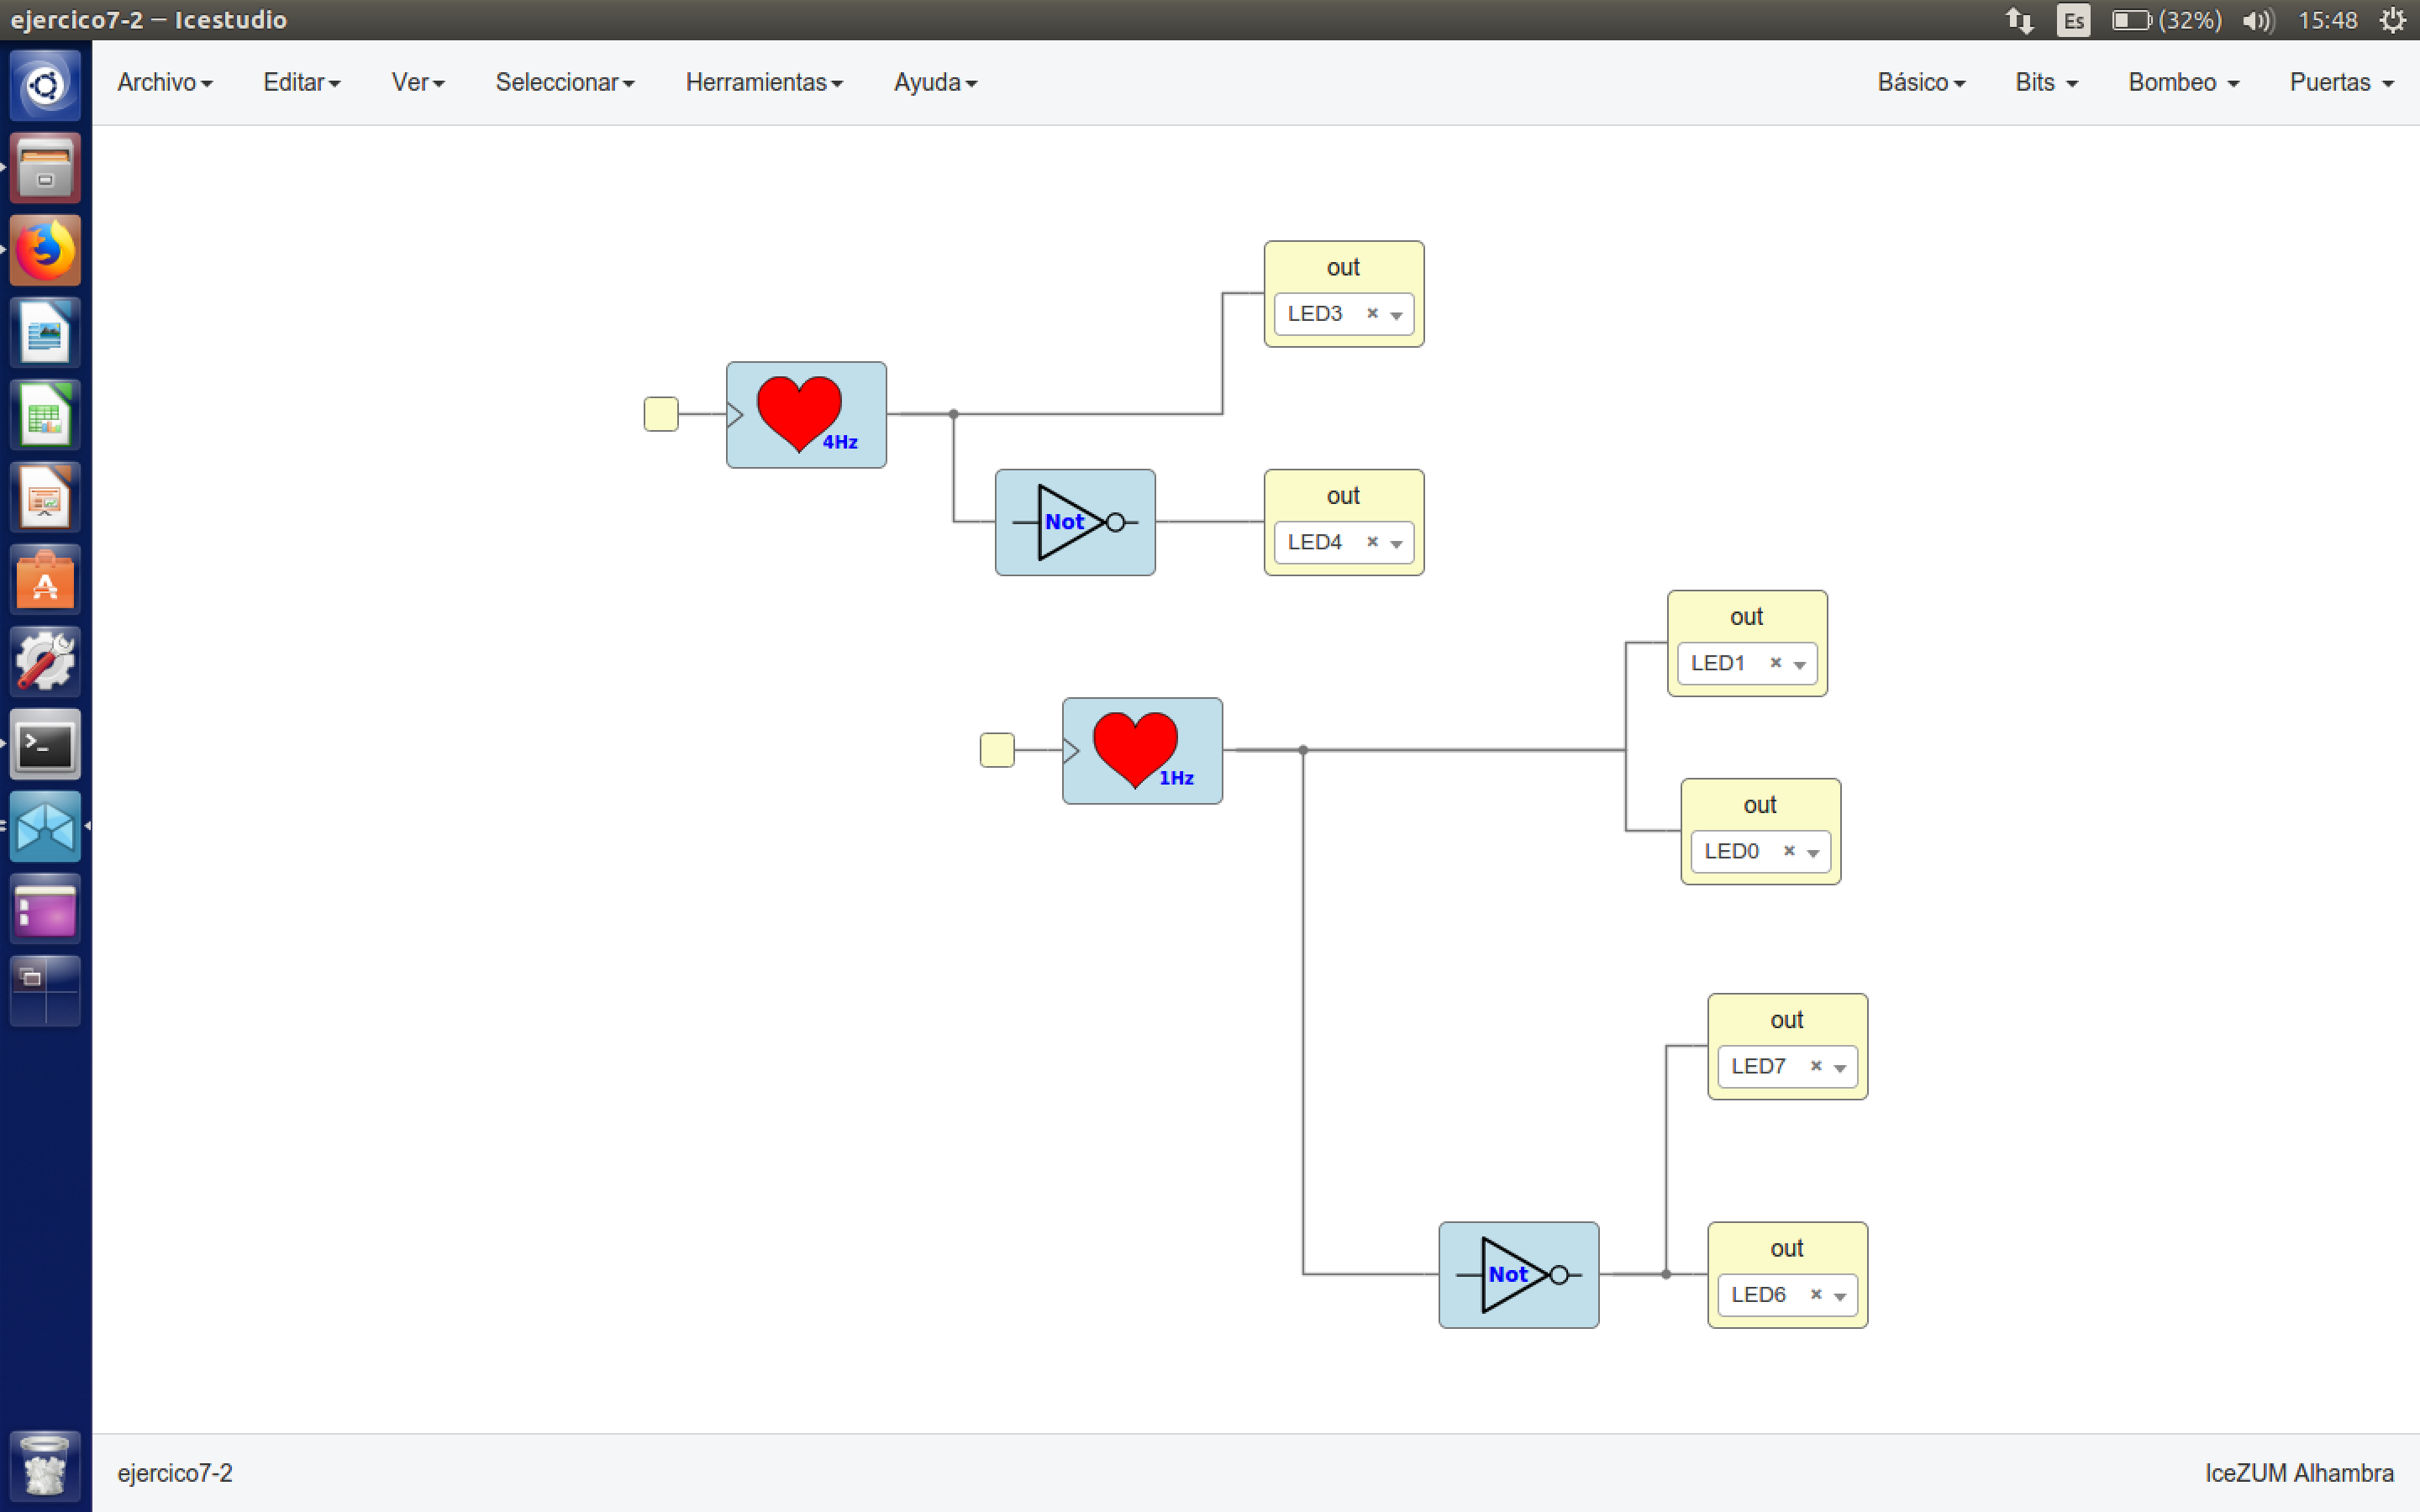 ejercico7-2 — Icestudio
Es (32%) 15:48
Archivo Editar Ver Seleccionar Herramientas Ayuda Básico Bits Bombeo Puertas
out
LED3
4Hz
Not
out
LED4
out
LED1
1Hz
out
LED0
out
LED7
Not
out
LED6
ejercico7-2
IceZUM Alhambra